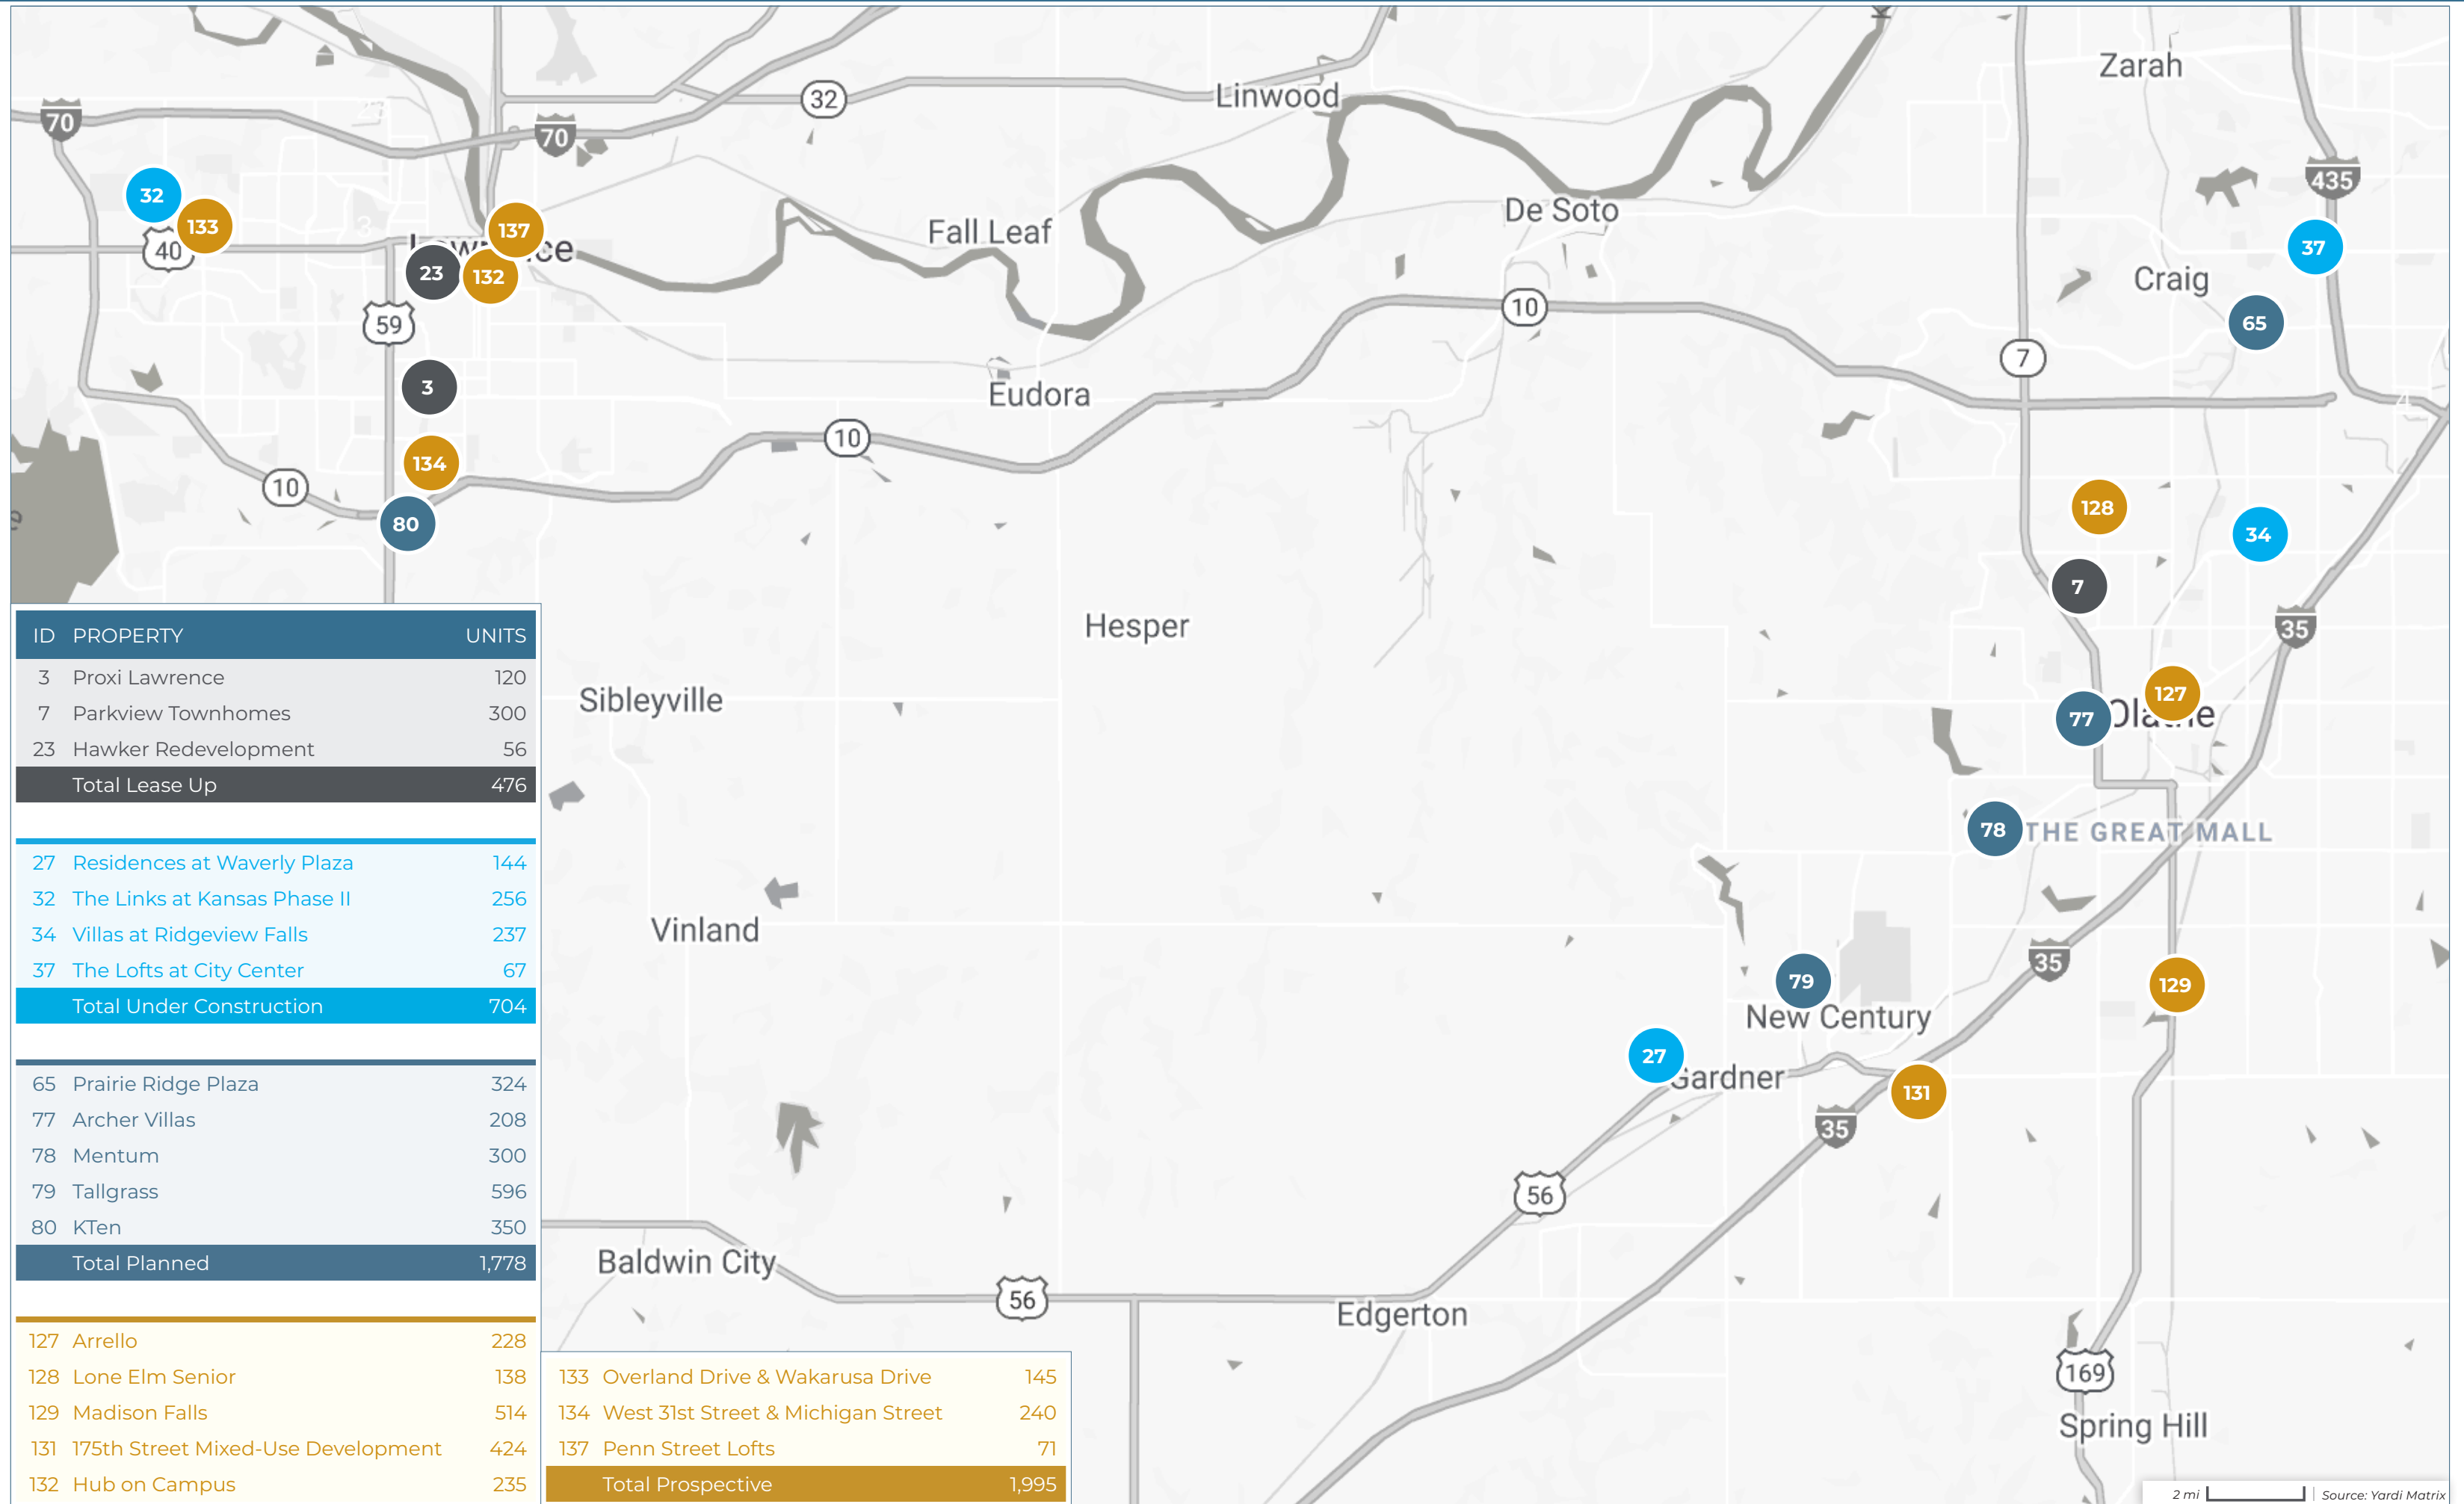 Zarah
32
Linwood
70
70
435
32
De Soto
133
137
Fall Leaf
37
40
Craig
23
132
10
65
59
7
3
Eudora
10
134
10
128
80
34
7
Hesper
35
ID PROPERTY UNITS
3 Proxi Lawrence 120
7 Parkview Townhomes 300
23 Hawker Redevelopment 56
Total Lease Up 476
27 Residences at Waverly Plaza 144
32 The Links at Kansas Phase II 256
34 Villas at Ridgeview Falls 237
37 The Lofts at City Center 67
Total Under Construction 704
65 Prairie Ridge Plaza 324
77 Archer Villas 208
78 Mentum 300
79 Tallgrass 596
80 KTen 350
Total Planned 1,778
127 Arrello 228
128 Lone Elm Senior 138
129 Madison Falls 514
131 175th Street Mixed-Use Development 424
132 Hub on Campus 235
133 Overland Drive & Wakarusa Drive 145
134 West 31st Street & Michigan Street 240
137 Penn Street Lofts 71
Total Prospective 1,995
Sibleyville
127
77
Olathe
78
THE GREAT MALL
Vinland
35
79
129
New Century
27
Gardner
131
35
56
Baldwin City
56
Edgerton
169
Spring Hill
2 mi
Source: Yardi Matrix